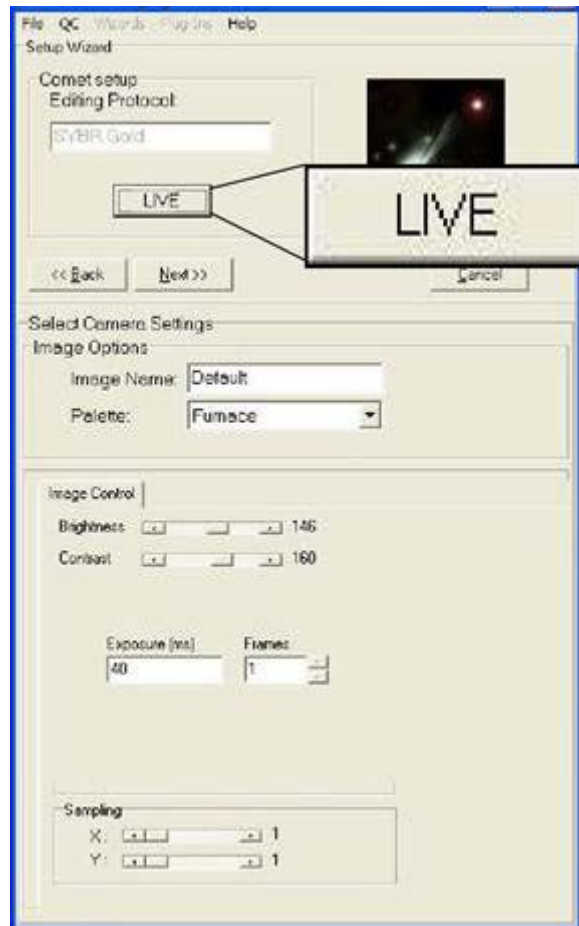 File QC Wizards Plug-Ins Help
Setup Wizard
Comet setup
Editing Protocol:
SYBR Gold
LIVE
LIVE
<< Back Next >> Cancel
Select Camera Settings
Image Options
Image Name: Default
Palette: Furnace
Image Control
Brightness 146
Contrast 160
Exposure (ms) Frames
40 1
Sampling
X: 1
Y: 1